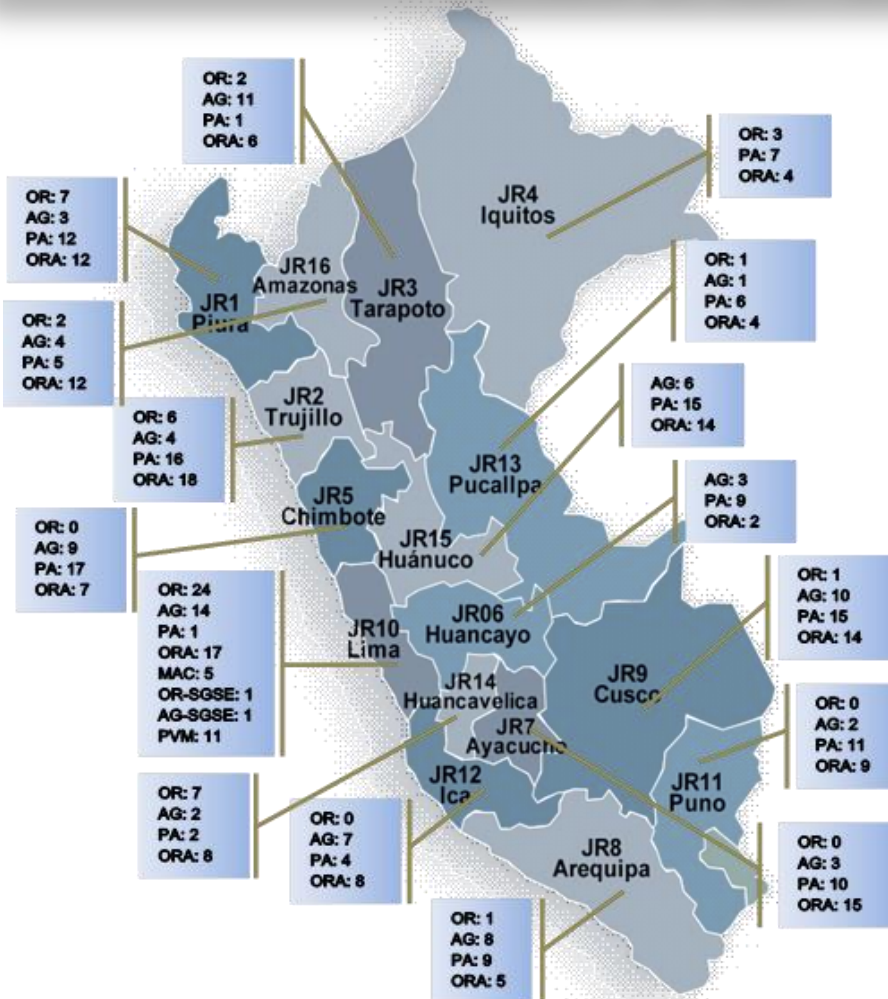 OR: 2
AG: 11
PA: 1
ORA: 6
OR: 3
PA: 7
ORA: 4
OR: 7
AG: 3
PA: 12
ORA: 12
JR4
Iquitos
OR: 1
AG: 1
PA: 6
ORA: 4
JR16
Amazonas
JR3
Tarapoto
JR1
Piura
OR: 2
AG: 4
PA: 5
ORA: 12
AG: 6
PA: 15
ORA: 14
JR2
Trujillo
OR: 6
AG: 4
PA: 16
ORA: 18
JR13
Pucallpa
AG: 3
PA: 9
ORA: 2
JR5
Chimbote
OR: 0
AG: 9
PA: 17
ORA: 7
JR15
Huánuco
OR: 1
AG: 10
PA: 15
ORA: 14
OR: 24
AG: 14
PA: 1
ORA: 17
MAC: 5
OR-SGSE: 1
AG-SGSE: 1
PVM: 11
JR10
Lima
JR06
Huancayo
JR9
Cusco
JR14
Huancavelica
JR7
Ayacucho
OR: 0
AG: 2
PA: 11
ORA: 9
JR12
Ica
JR11
Puno
OR: 7
AG: 2
PA: 2
ORA: 8
OR: 0
AG: 7
PA: 4
ORA: 8
JR8
Arequipa
OR: 0
AG: 3
PA: 10
ORA: 15
OR: 1
AG: 8
PA: 9
ORA: 5